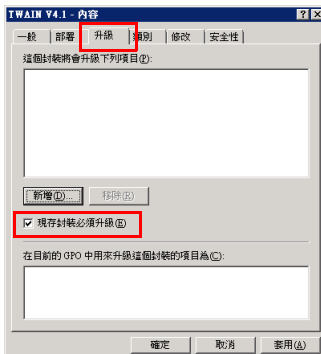 TWAIN V4.1 - 內容
一般 部署 升級 類別 修改 安全性
這個封裝將會升級下列項目(P):
新增(D)... 移除(R)
現存封裝必須升級(E)
在目前的 GPO 中用來升級這個封裝的項目為(C):
確定 取消 套用(A)